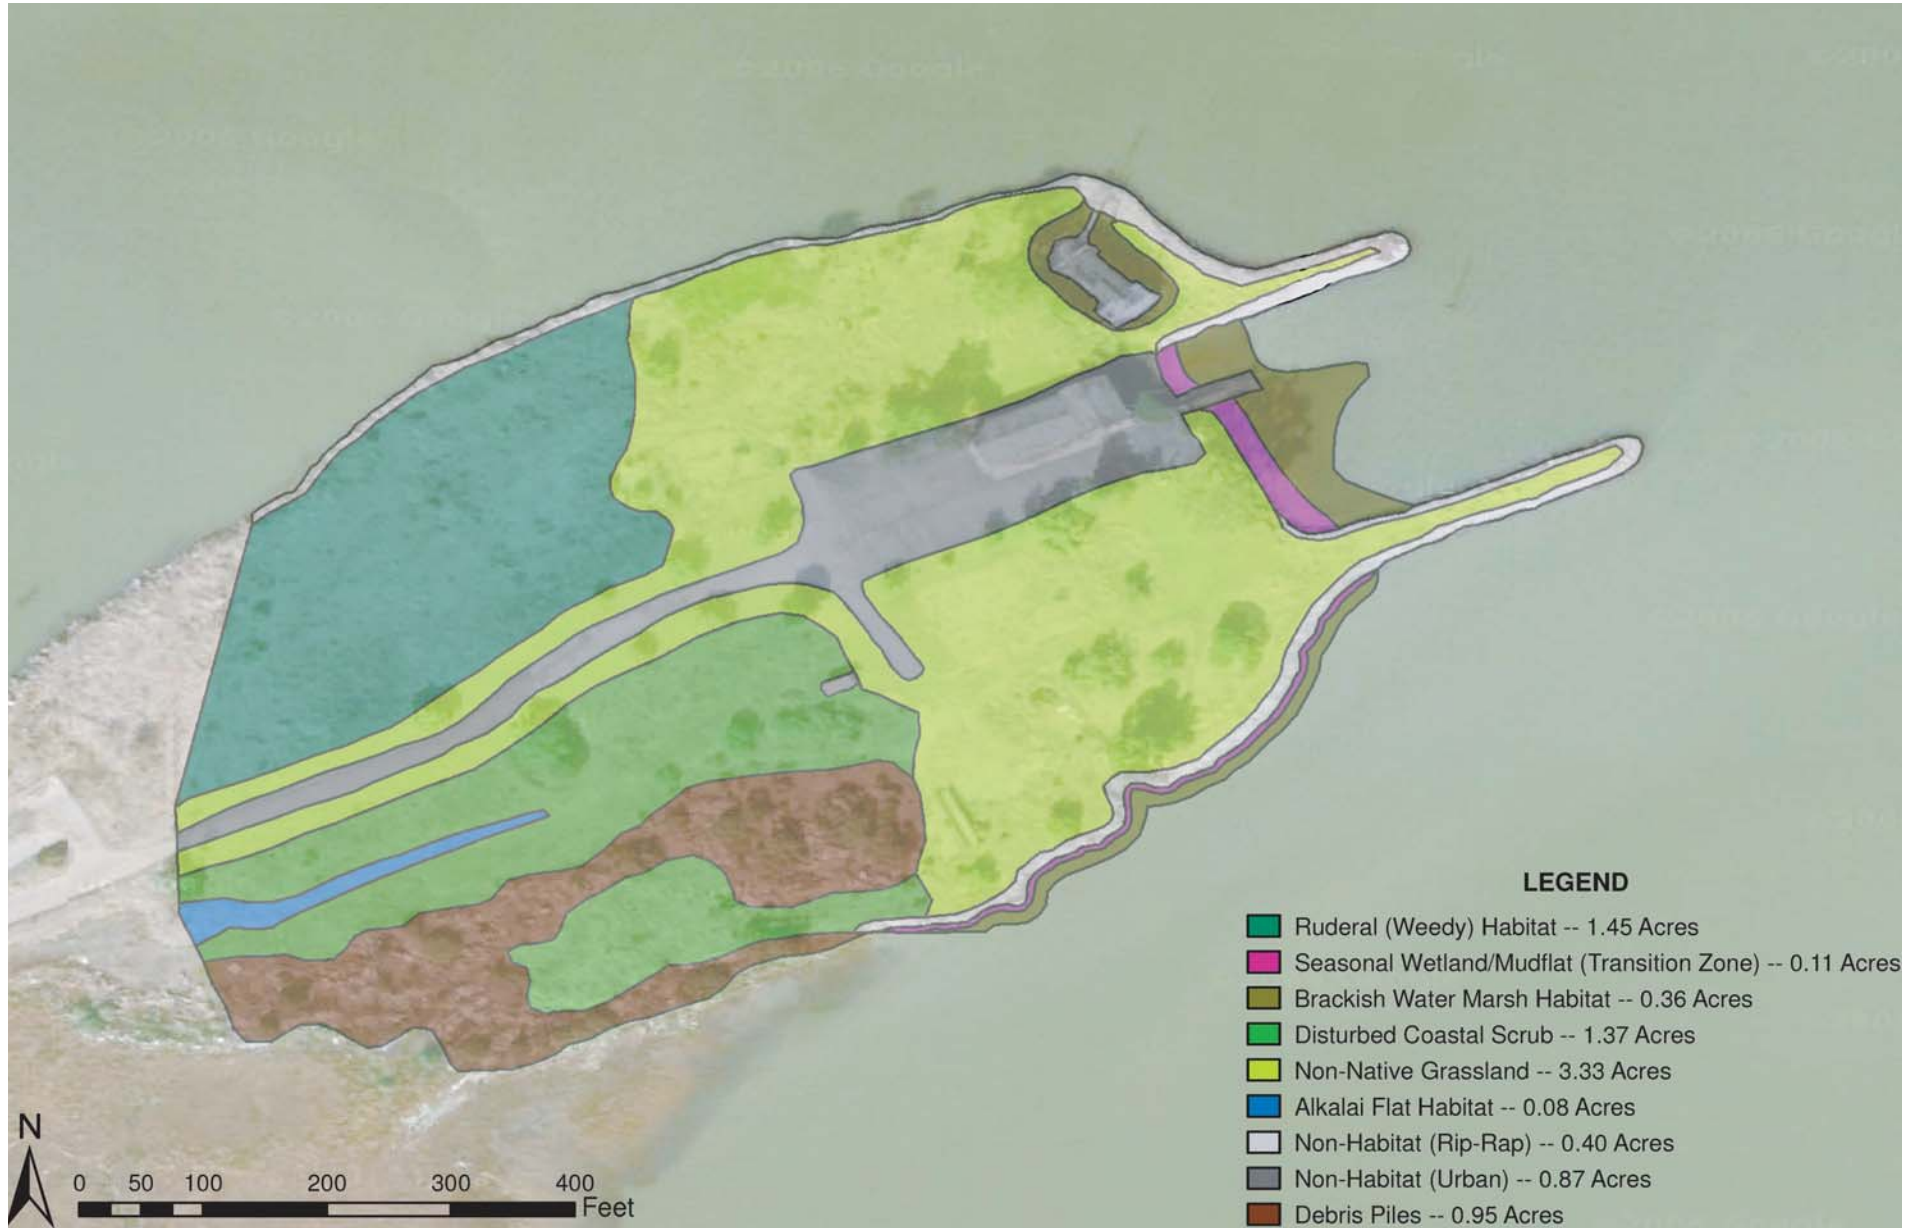 ©2008 Google
LEGEND
Ruderal (Weedy) Habitat -- 1.45 Acres
Seasonal Wetland/Mudflat (Transition Zone) -- 0.11 Acres
Brackish Water Marsh Habitat -- 0.36 Acres
Disturbed Coastal Scrub -- 1.37 Acres
Non-Native Grassland -- 3.33 Acres
Alkalai Flat Habitat -- 0.08 Acres
Non-Habitat (Rip-Rap) -- 0.40 Acres
Non-Habitat (Urban) -- 0.87 Acres
Debris Piles -- 0.95 Acres
N
0 50 100 200 300 400
Feet